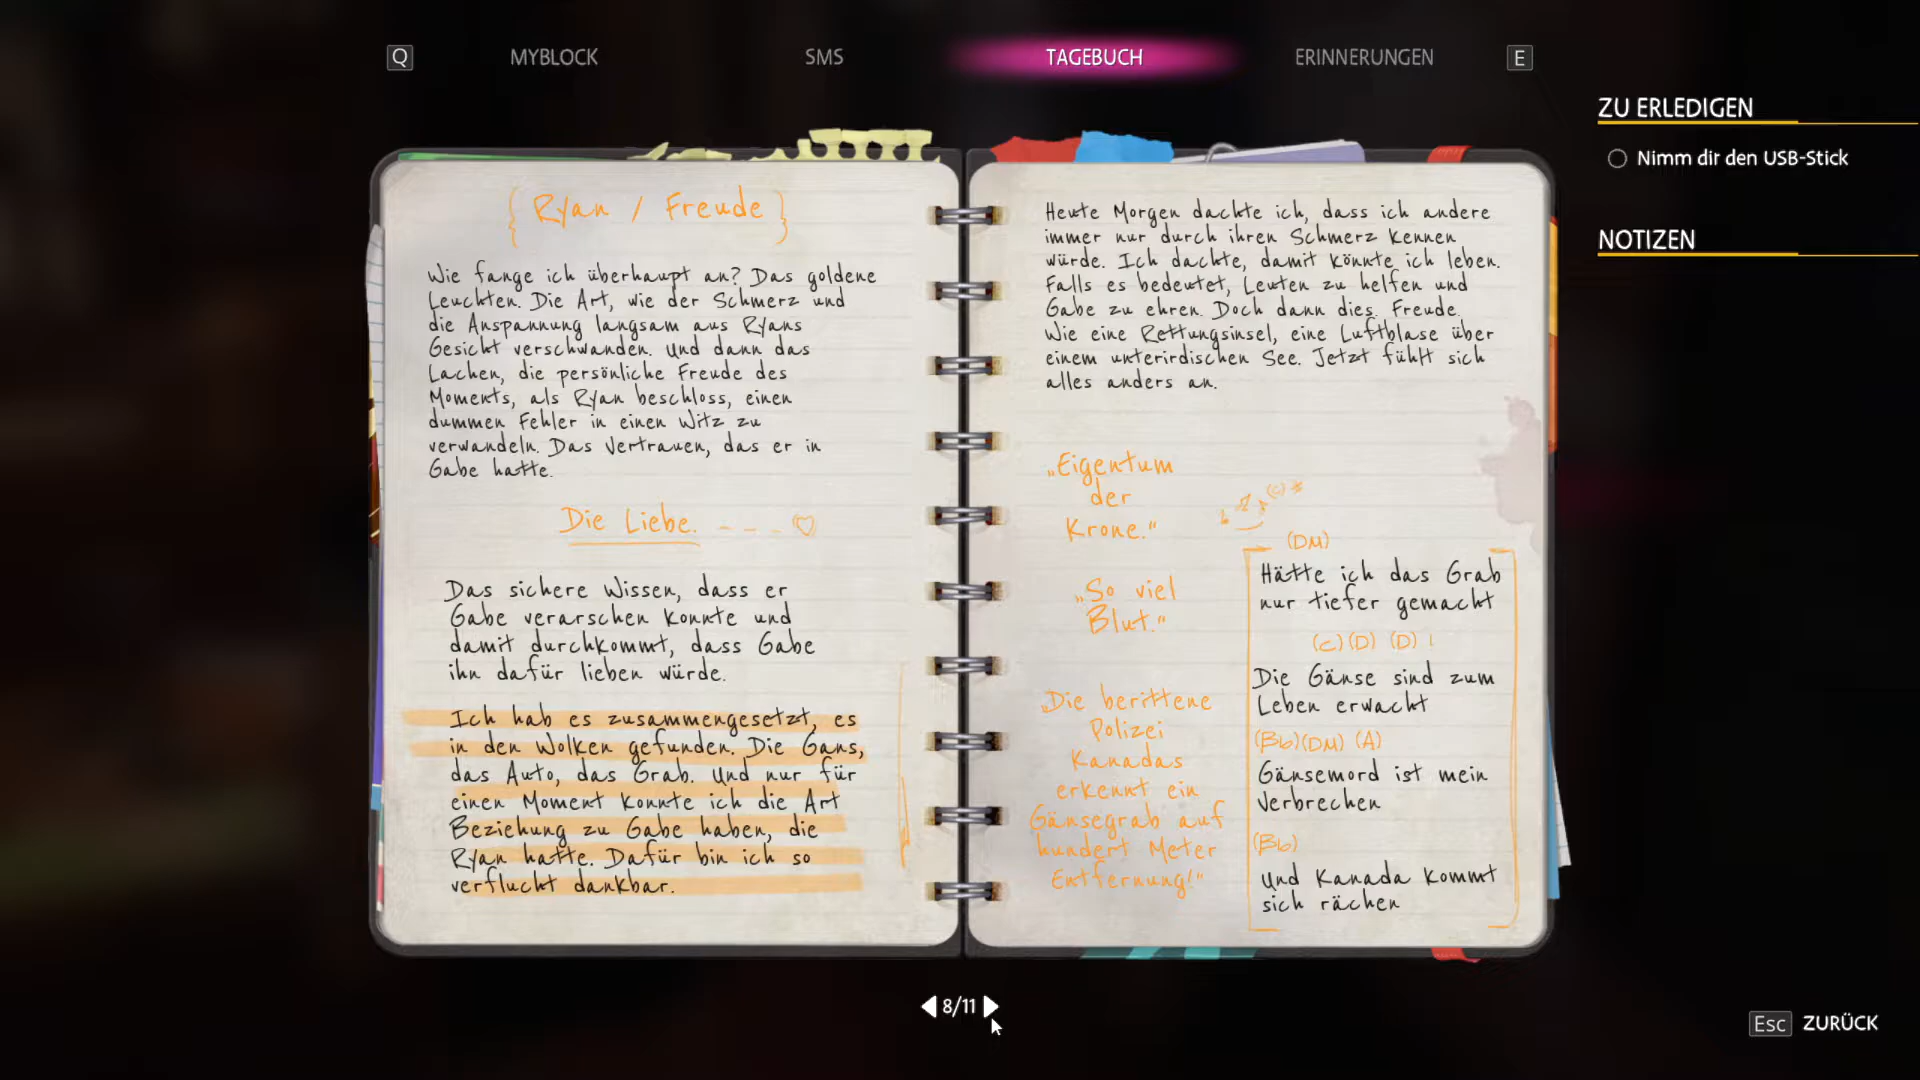 Q
MYBLOCK
SMS
TAGEBUCH
ERINNERUNGEN
E
ZU ERLEDIGEN
Nimm dir den USB-Stick
NOTIZEN
{ Ryan / Freude }
Wie fange ich überhaupt an? Das goldene
Leuchten. Die Art, wie der Schmerz und
die Anspannung langsam aus Ryans
Gesicht verschwanden. Und dann das
Lachen, die persönliche Freude des
Moments, als Ryan beschloss, einen
dummen Fehler in einen Witz zu
verwandeln. Das Vertrauen, das er in
Gabe hatte.
Die Liebe. _ _ _ ♡
Das sichere Wissen, dass er
Gabe verarschen konnte und
damit durchkommt, dass Gabe
ihn dafür lieben würde.
Ich hab es zusammengesetzt, es
in den Wolken gefunden. Die Gans,
das Auto, das Grab. Und nur für
einen Moment konnte ich die Art
Beziehung zu Gabe haben, die
Ryan hatte. Dafür bin ich so
verflucht dankbar.
Heute Morgen dachte ich, dass ich andere
immer nur durch ihren Schmerz kennen
würde. Ich dachte, damit könnte ich leben.
Falls es bedeutet, Leuten zu helfen und
Gabe zu ehren. Doch dann dies. Freude.
Wie eine Rettungsinsel, eine Luftblase über
einem unterirdischen See. Jetzt fühlt sich
alles anders an.
„Eigentum
der
Krone."
„So viel
Blut."
„Die berittene
Polizei
Kanadas
erkennt ein
Gänsegrab auf
hundert Meter
Entfernung!"
(C)
(DM)
Hätte ich das Grab
nur tiefer gemacht
(C) (D) (D) !
Die Gänse sind zum
Leben erwacht
(Bb) (DM) (A)
Gänsemord ist mein
Verbrechen
(Bb)
Und Kanada kommt
sich rächen
8/11
Esc ZURÜCK